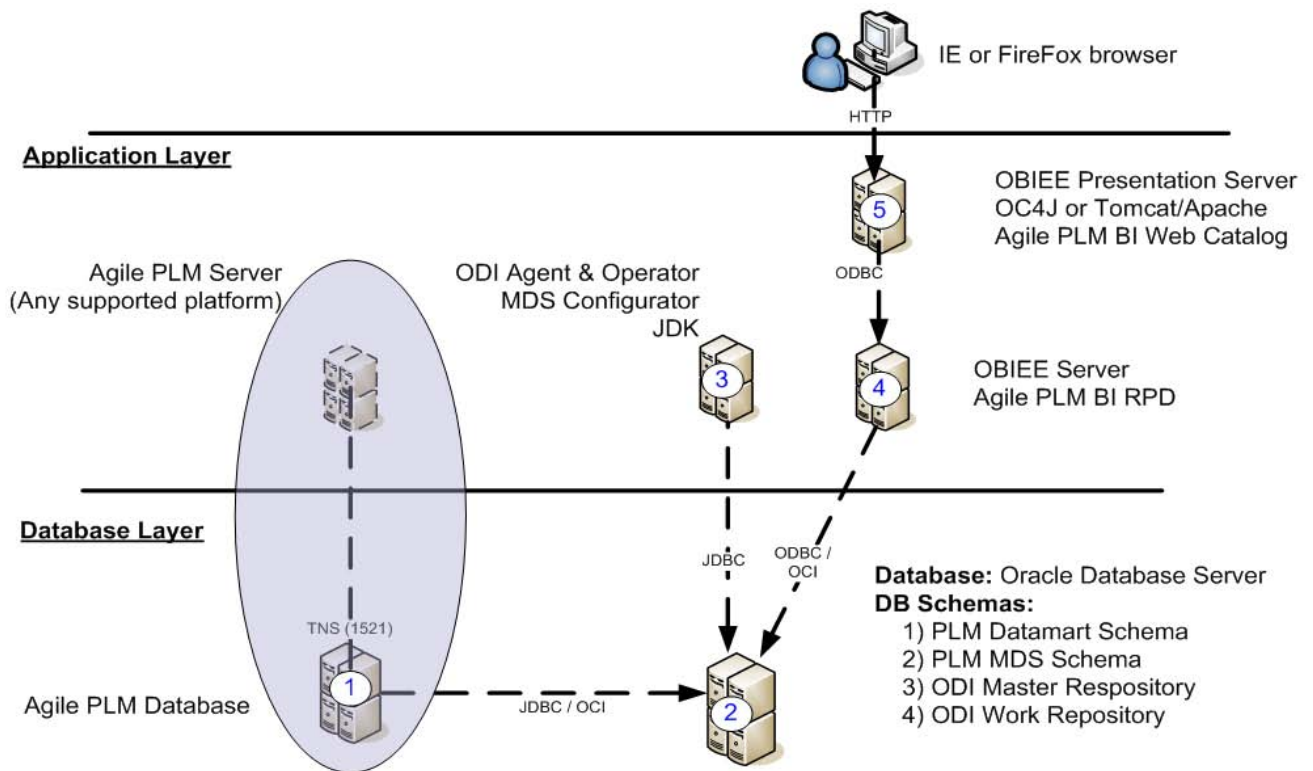 IE or FireFox browser
HTTP
Application Layer
OBIEE Presentation Server
OC4J or Tomcat/Apache
Agile PLM BI Web Catalog
5
ODBC
Agile PLM Server
(Any supported platform)
ODI Agent & Operator
MDS Configurator
JDK
3
4
OBIEE Server
Agile PLM BI RPD
Database Layer
JDBC
ODBC /
OCI
Database: Oracle Database Server
DB Schemas:
1) PLM Datamart Schema
2) PLM MDS Schema
3) ODI Master Respository
4) ODI Work Repository
TNS (1521)
1
Agile PLM Database
JDBC / OCI
2